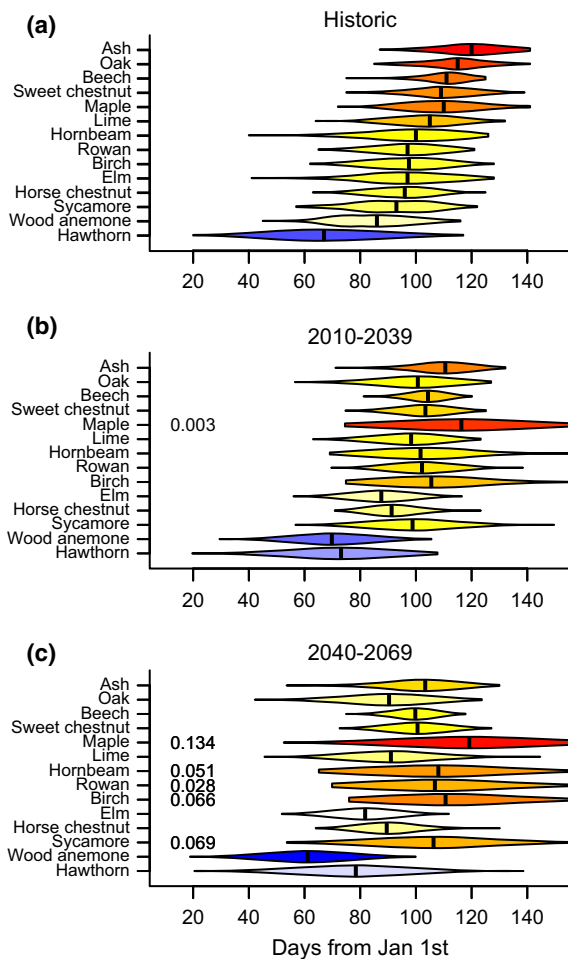 (a)
Historic
Ash
Oak
Beech
Sweet chestnut
Maple
Lime
Hornbeam
Rowan
Birch
Elm
Horse chestnut
Sycamore
Wood anemone
Hawthorn
20 40 60 80 100 120 140
(b)
2010-2039
Ash
Oak
Beech
Sweet chestnut
Maple 0.003
Lime
Hornbeam
Rowan
Birch
Elm
Horse chestnut
Sycamore
Wood anemone
Hawthorn
20 40 60 80 100 120 140
(c)
2040-2069
Ash
Oak
Beech
Sweet chestnut
Maple 0.134
Lime
Hornbeam 0.051
Rowan 0.028
Birch 0.066
Elm
Horse chestnut
Sycamore 0.069
Wood anemone
Hawthorn
20 40 60 80 100 120 140
Days from Jan 1st